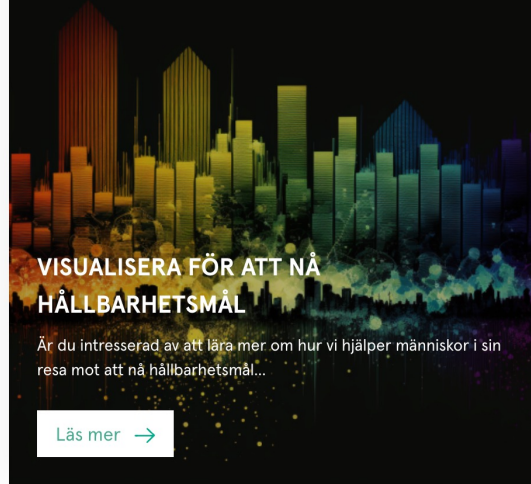 VISUALISERA FÖR ATT NÅ
HÅLLBARHETSMÅL
Är du intresserad av att lära mer om hur vi hjälper människor i sin
resa mot att nå hållbarhetsmål...
Läs mer →